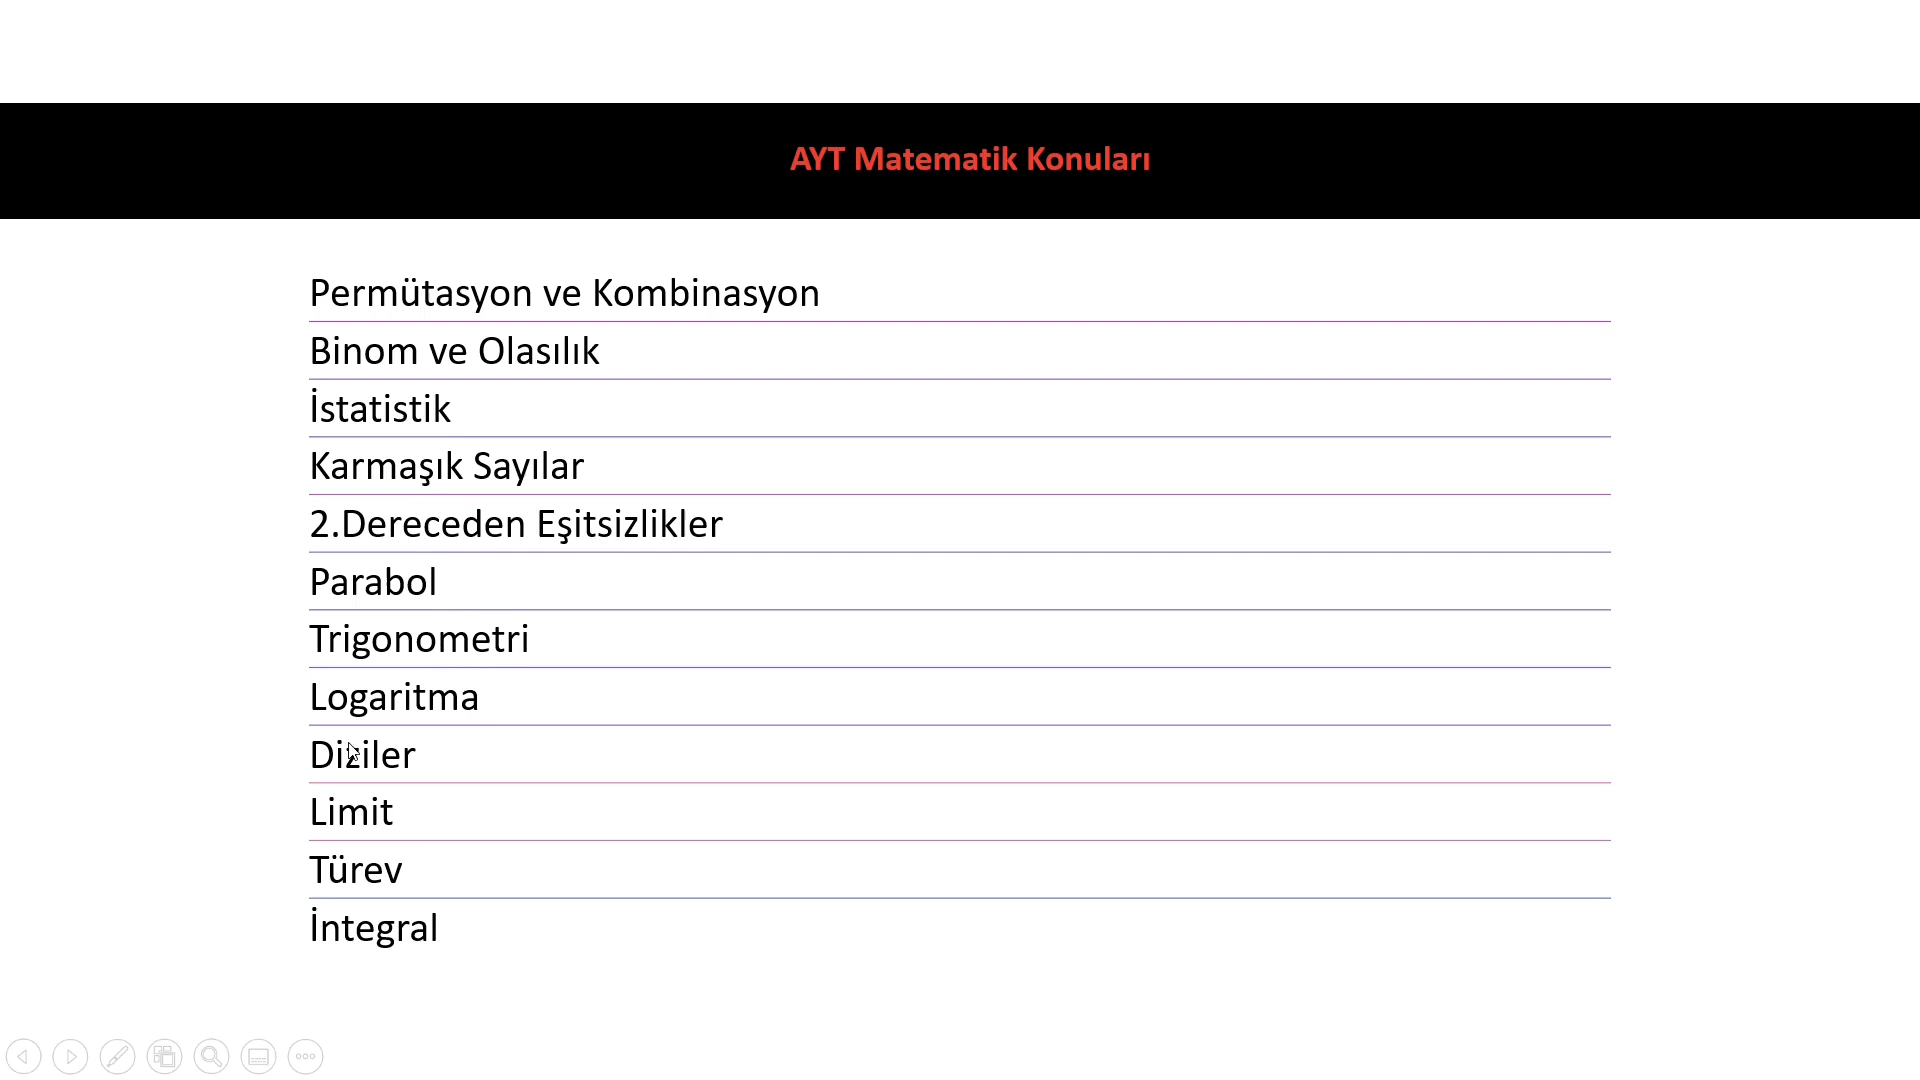 AYT Matematik Konuları
Permütasyon ve Kombinasyon
Binom ve Olasılık
İstatistik
Karmaşık Sayılar
2.Dereceden Eşitsizlikler
Parabol
Trigonometri
Logaritma
Diziler
Limit
Türev
İntegral